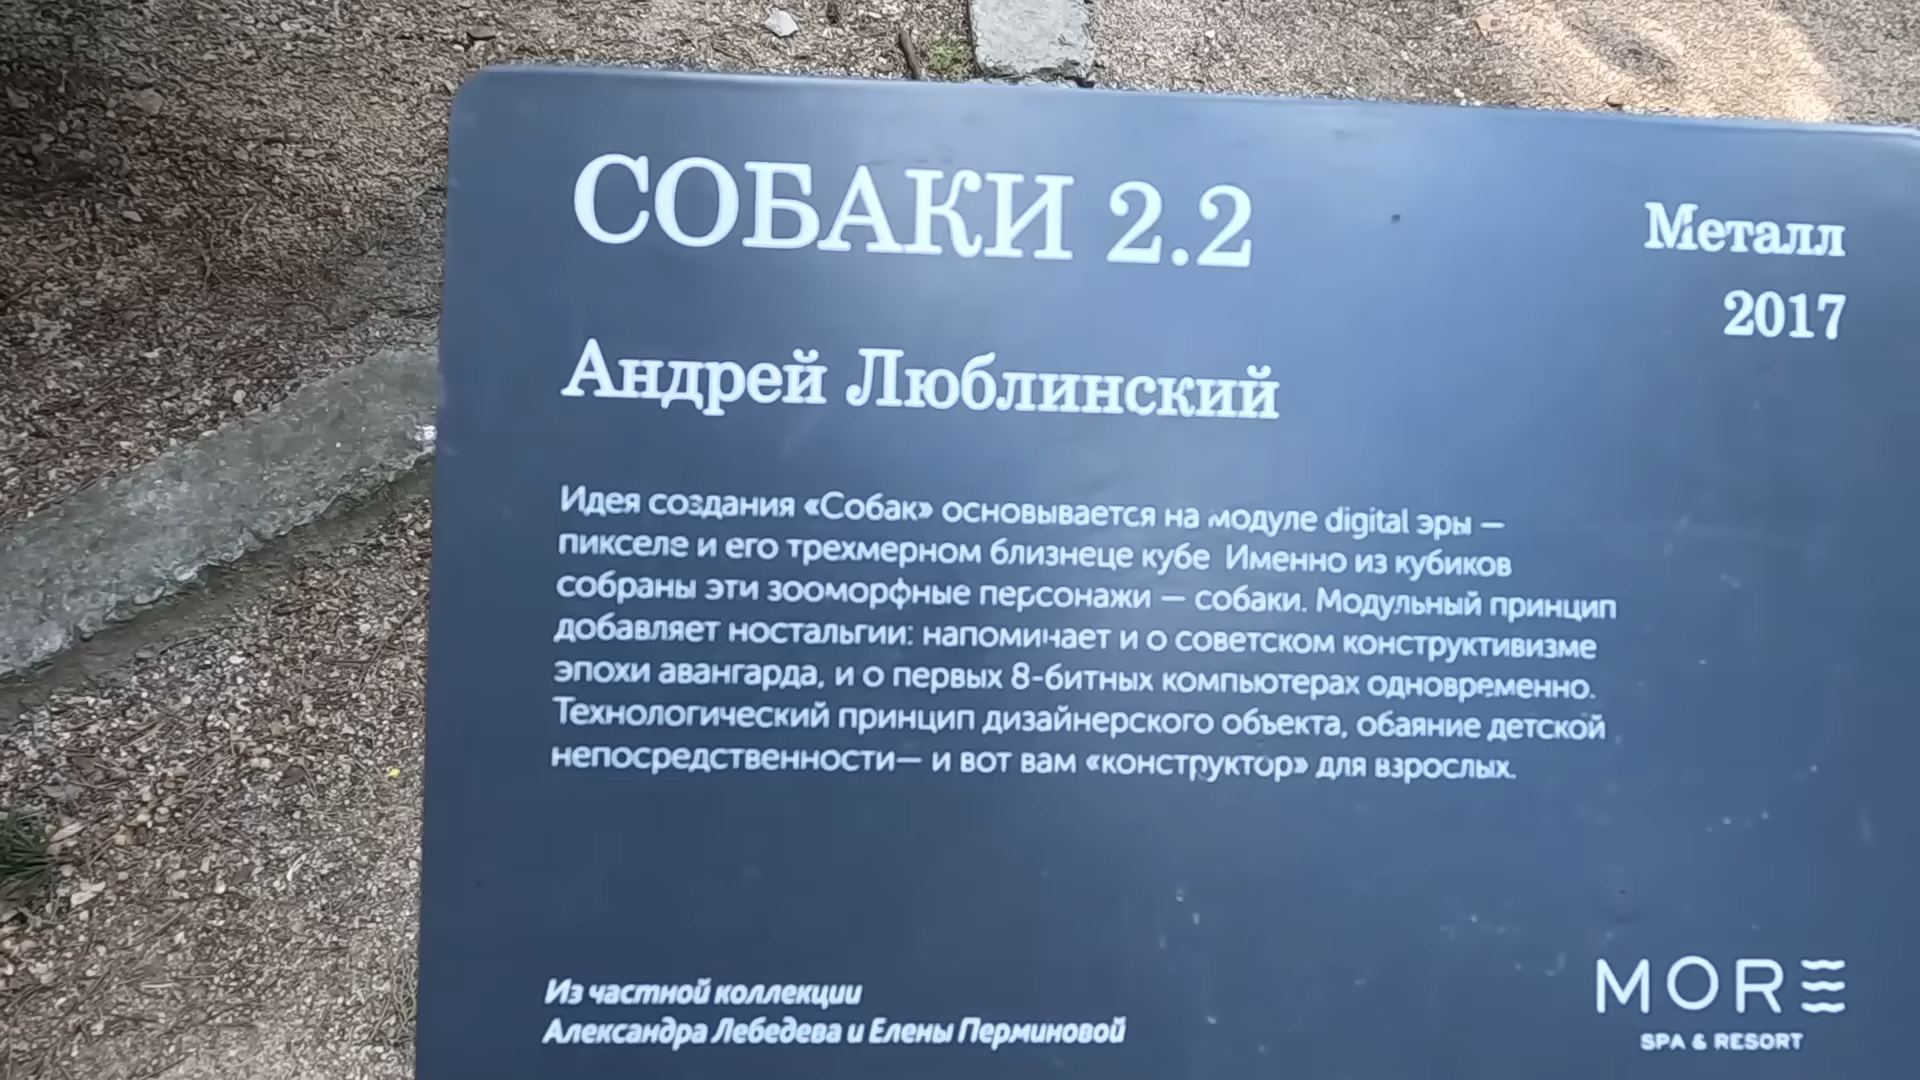 СОБАКИ 2.2
Металл
2017
Андрей Люблинский
Идея создания «Собак» основывается на модуле digital эры —
пикселе и его трехмерном близнеце кубе Именно из кубиков
собраны эти зооморфные персонажи — собаки. Модульный принцип
добавляет ностальгии: напоминает и о советском конструктивизме
эпохи авангарда, и о первых 8-битных компьютерах одновременно.
Технологический принцип дизайнерского объекта, обаяние детской
непосредственности— и вот вам «конструктор» для взрослых.
Из частной коллекции
Александра Лебедева и Елены Перминовой
MORE
SPA & RESORT